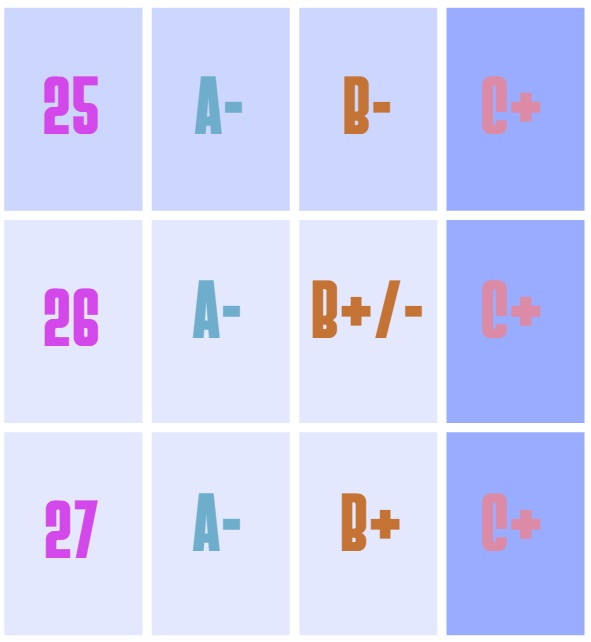 25 A- B- C+
26 A- B+/- C+
27 A- B+ C+